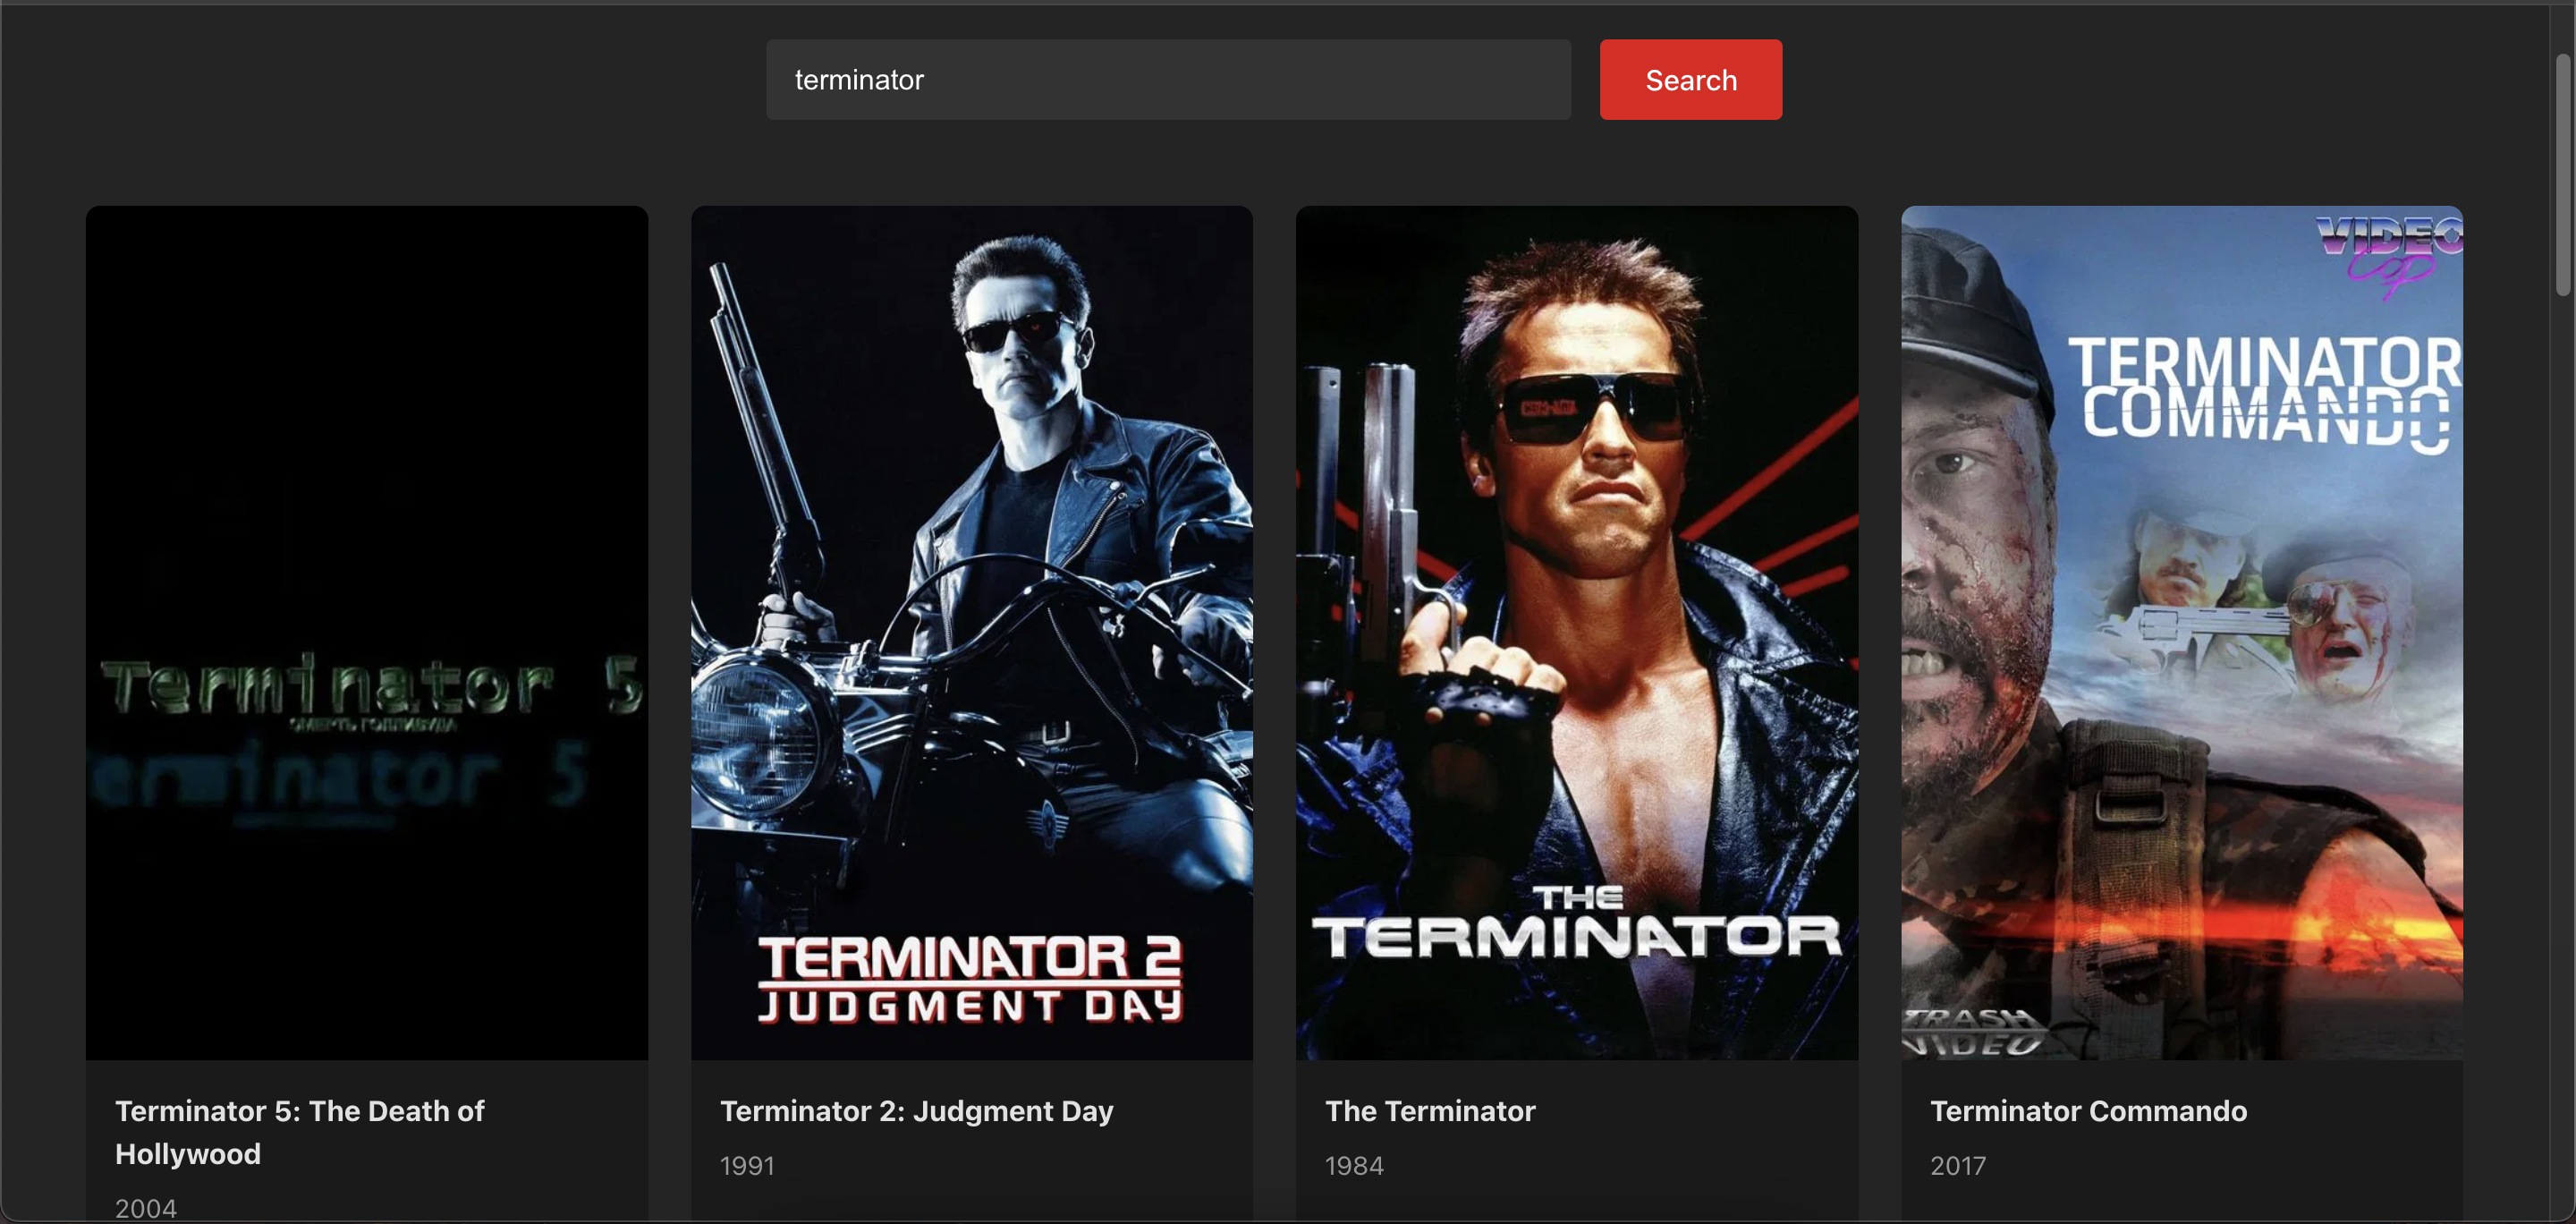 terminator
Search
Terminator 5
СМЕРТЬ ГОЛЛИВУДА
erminator 5
TERMINATOR 2
JUDGMENT DAY
THE
TERMINATOR
VIDEO
Cop
TERMINATOR
COMMANDO
TRASH
VIDEO
Terminator 5: The Death of
Hollywood
2004
Terminator 2: Judgment Day
1991
The Terminator
1984
Terminator Commando
2017